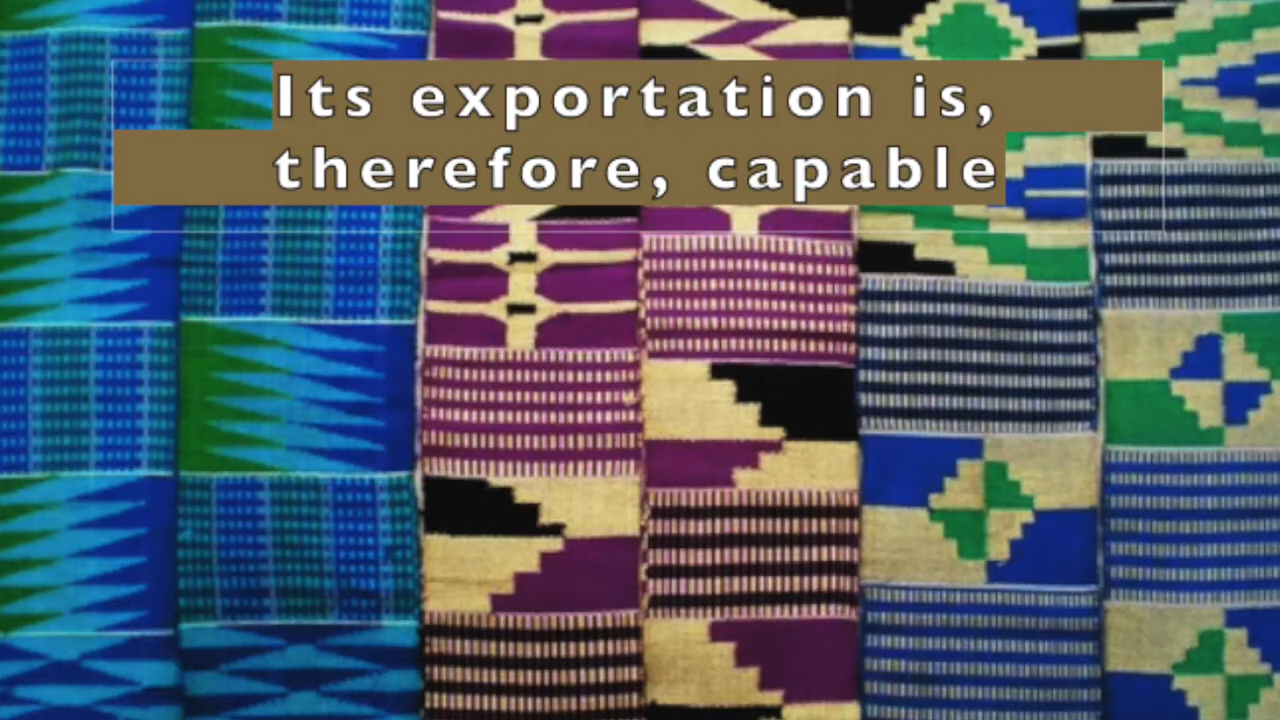 Its exportation is,
therefore, capable